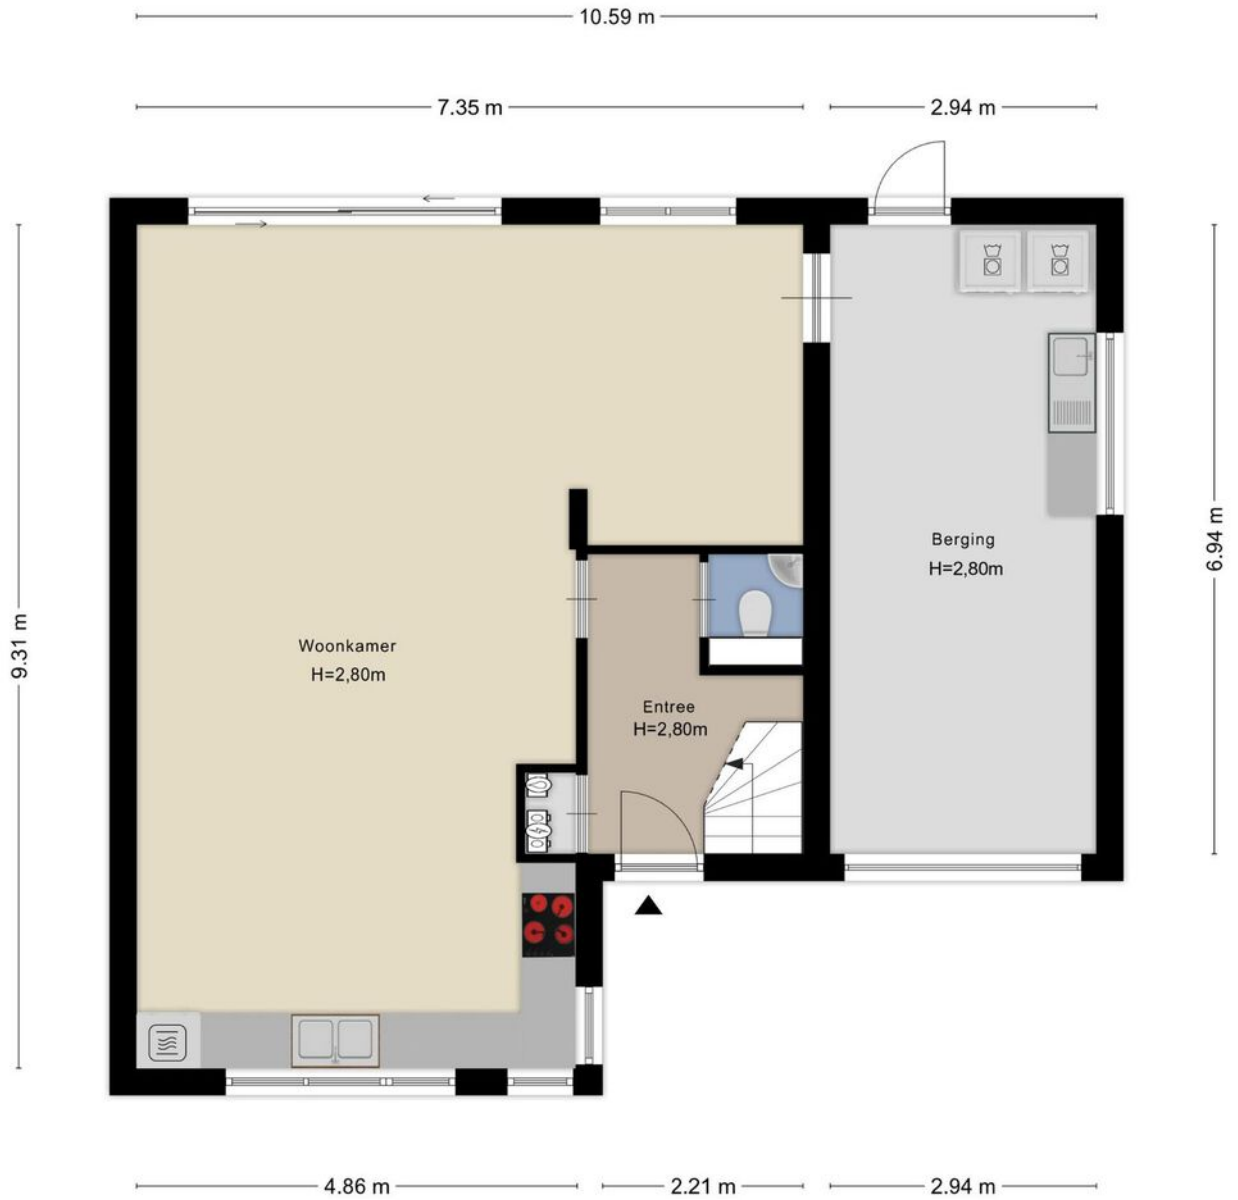 10.59 m
7.35 m
2.94 m
Berging
H=2,80m
6.94 m
9.31 m
Woonkamer
H=2,80m
Entree
H=2,80m
4.86 m
2.21 m
2.94 m